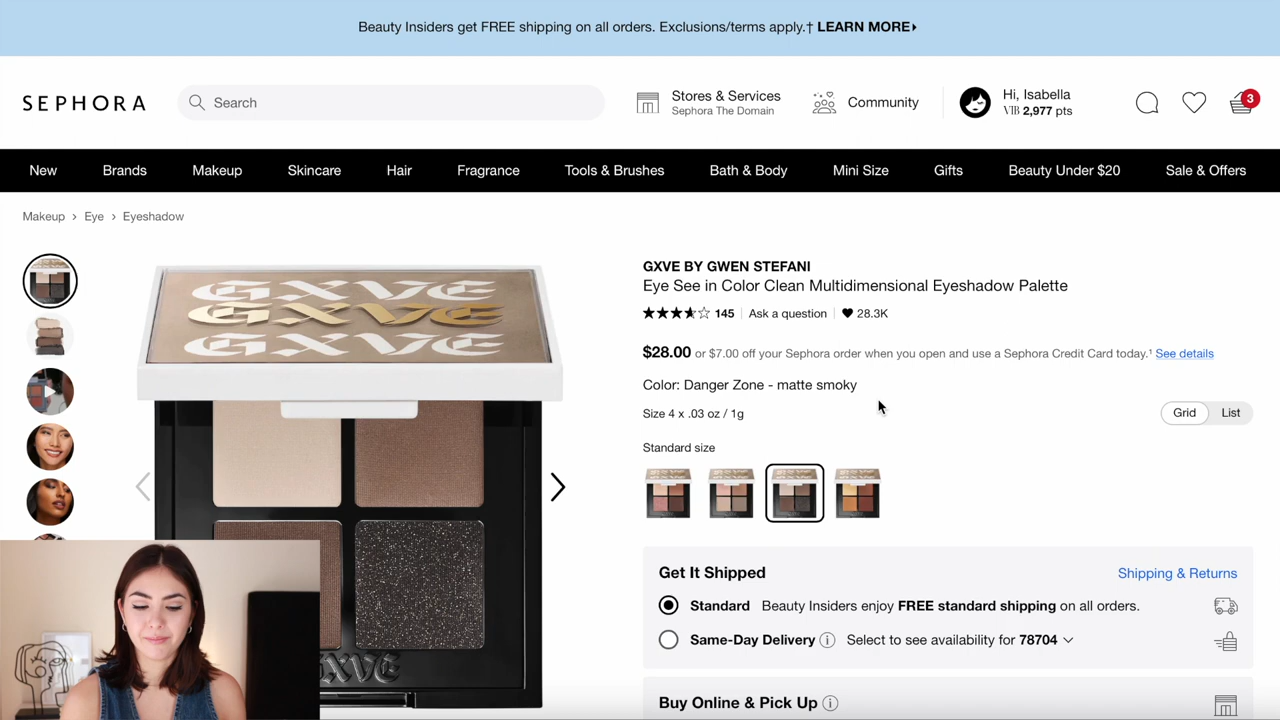 Beauty Insiders get FREE shipping on all orders. Exclusions/terms apply.† LEARN MORE
SEPHORA
Search
Stores & Services
Sephora The Domain
Community
Hi, Isabella
VIB 2,977 pts
3
New Brands Makeup Skincare Hair Fragrance Tools & Brushes Bath & Body Mini Size Gifts Beauty Under $20 Sale & Offers
Makeup > Eye > Eyeshadow
GXVE
GXVE
GXVE
GXVE
GXVE BY GWEN STEFANI
Eye See in Color Clean Multidimensional Eyeshadow Palette
145 Ask a question 28.3K
$28.00 or $7.00 off your Sephora order when you open and use a Sephora Credit Card today.¹ See details
Color: Danger Zone - matte smoky
Size 4 x .03 oz / 1g
Grid List
Standard size
Get It Shipped Shipping & Returns
Standard Beauty Insiders enjoy FREE standard shipping on all orders.
Same-Day Delivery i Select to see availability for 78704
Buy Online & Pick Up i